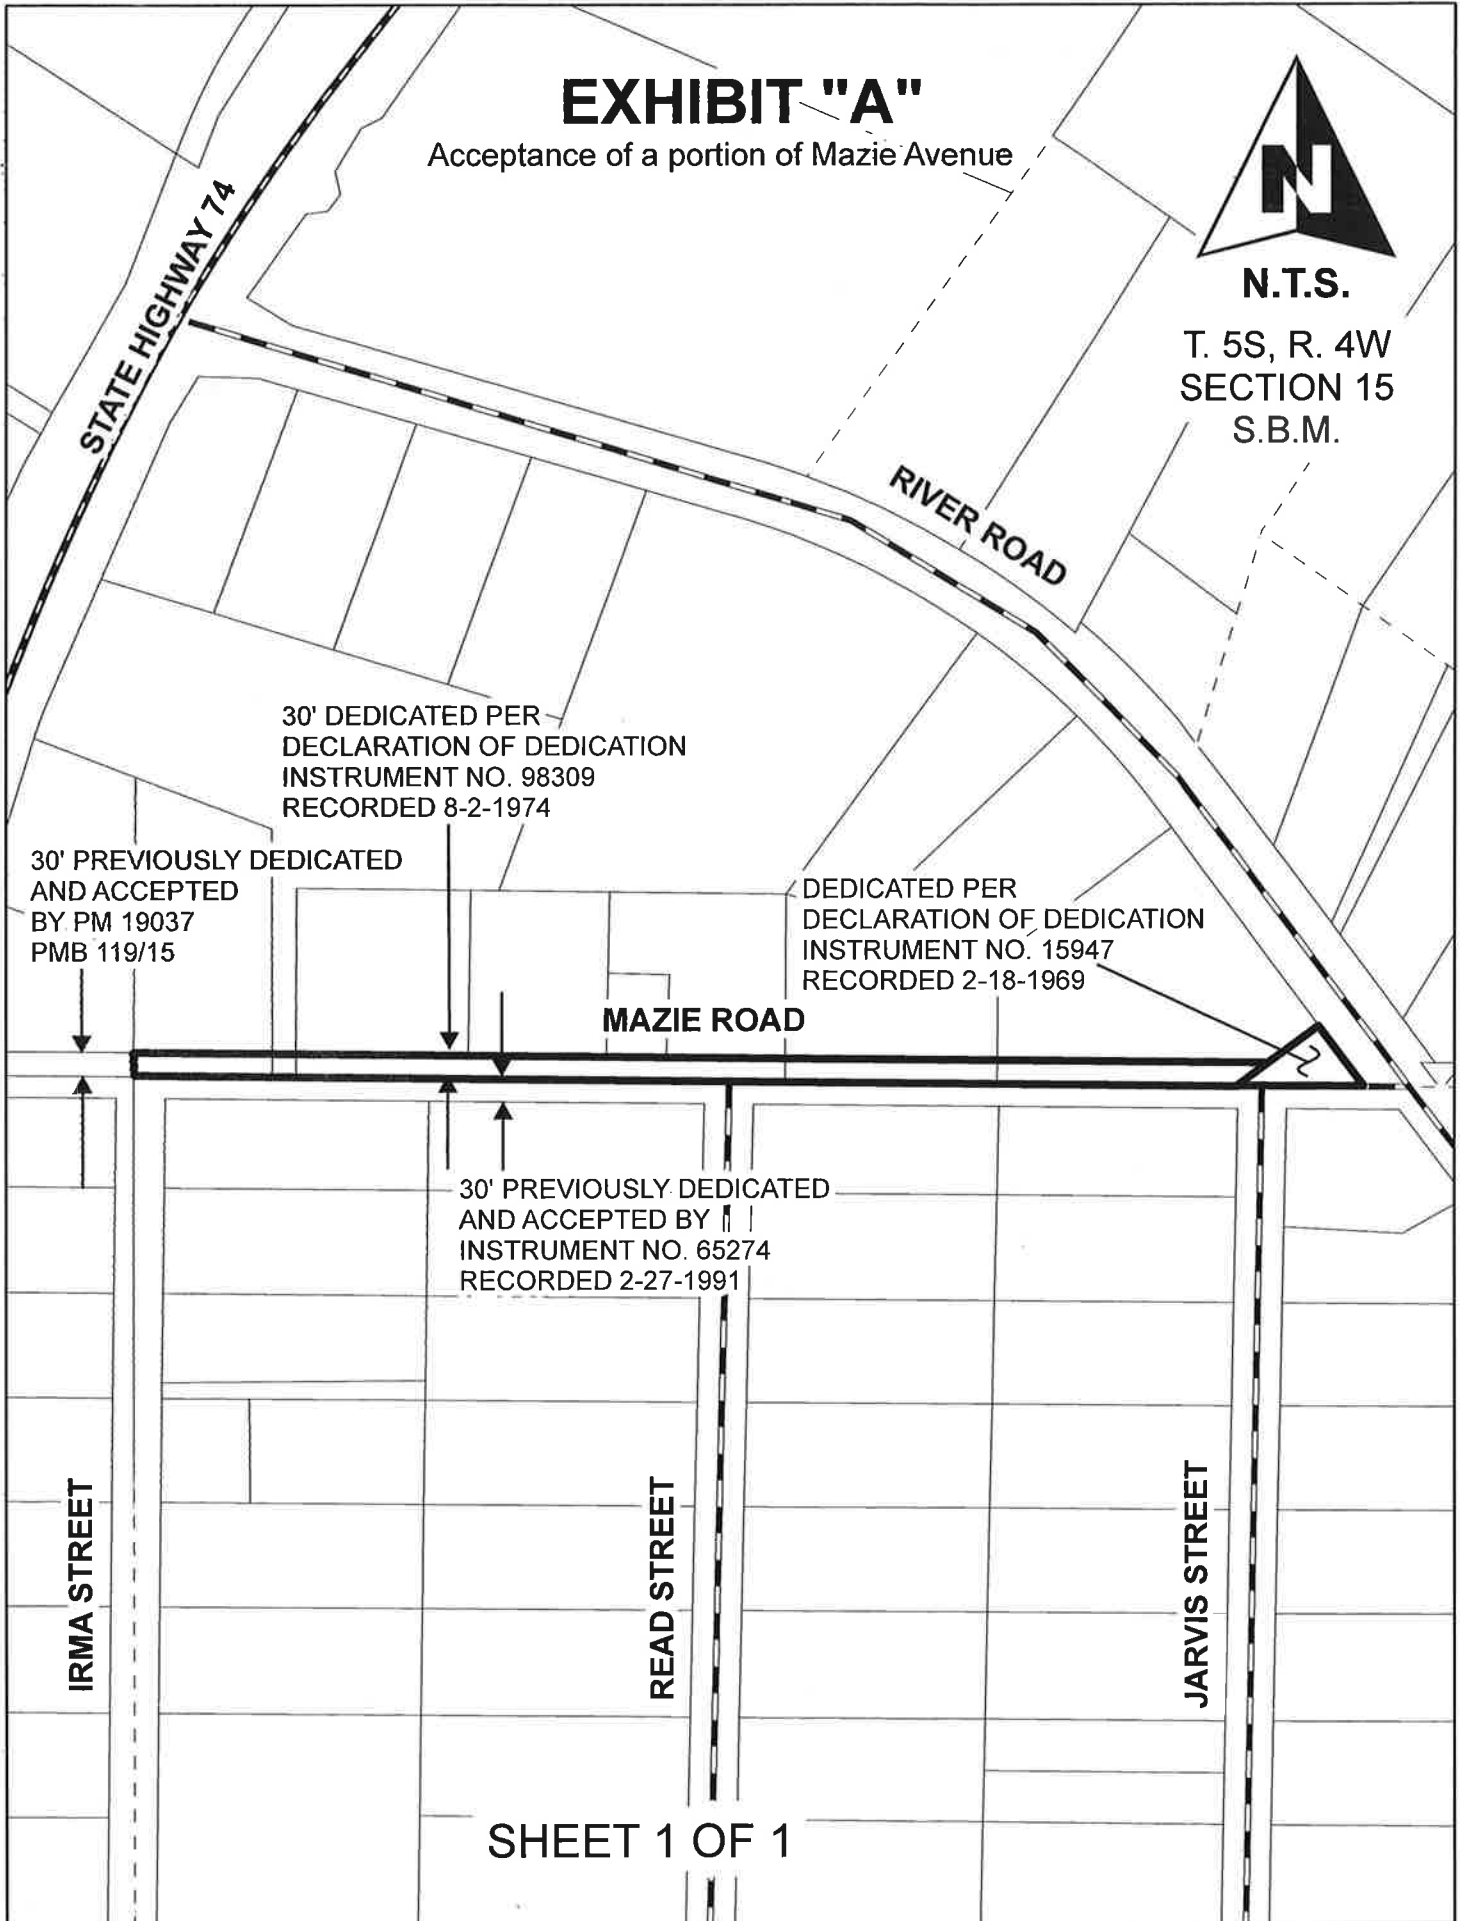 EXHIBIT "A"
Acceptance of a portion of Mazie Avenue
N
N.T.S.
T. 5S, R. 4W
SECTION 15
S.B.M.
STATE HIGHWAY 74
RIVER ROAD
30' DEDICATED PER
DECLARATION OF DEDICATION
INSTRUMENT NO. 98309
RECORDED 8-2-1974
30' PREVIOUSLY DEDICATED
AND ACCEPTED
BY PM 19037
PMB 119/15
DEDICATED PER
DECLARATION OF DEDICATION
INSTRUMENT NO. 15947
RECORDED 2-18-1969
MAZIE ROAD
30' PREVIOUSLY DEDICATED
AND ACCEPTED BY
INSTRUMENT NO. 65274
RECORDED 2-27-1991
IRMA STREET
READ STREET
JARVIS STREET
SHEET 1 OF 1